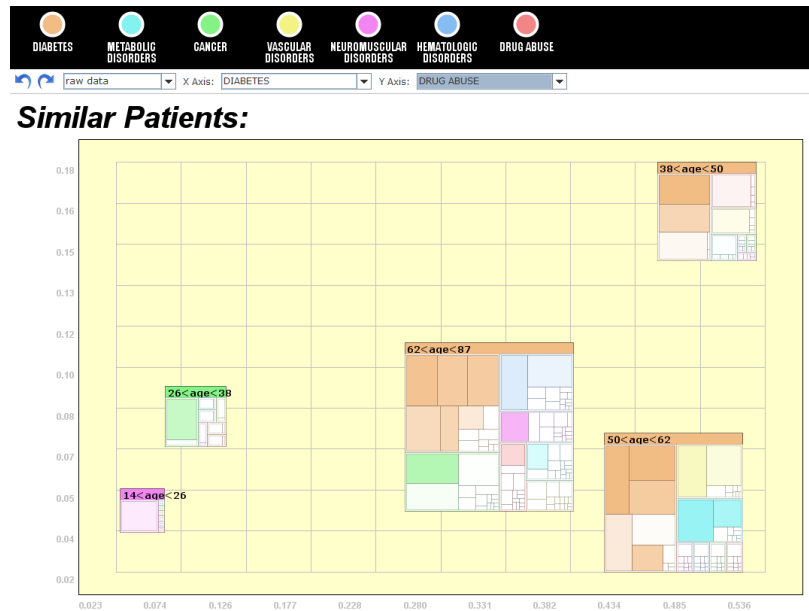 DIABETES
METABOLIC DISORDERS
CANCER
VASCULAR DISORDERS
NEUROMUSCULAR DISORDERS
HEMATOLOGIC DISORDERS
DRUG ABUSE
raw data X Axis: DIABETES Y Axis: DRUG ABUSE
Similar Patients:
0.18
38<age<50
0.16
0.15
0.13
0.12
62<age<87
0.10
26<age<38
0.08
50<age<62
0.07
14<age<26
0.05
0.04
0.02
0.023 0.074 0.126 0.177 0.228 0.280 0.331 0.382 0.434 0.485 0.536